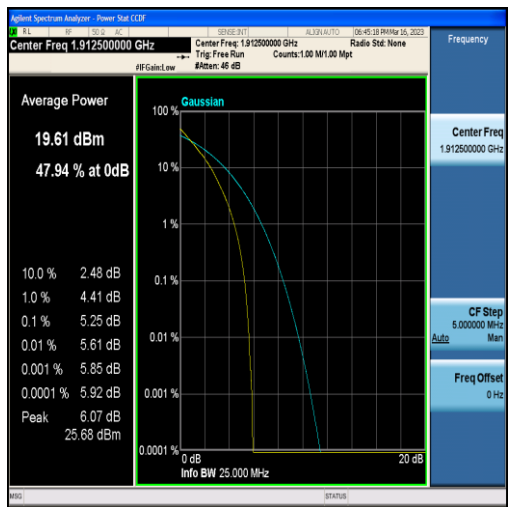 Agilent Spectrum Analyzer - Power Stat CCDF
RL RF 50 Ω AC SENSE:INT ALIGN AUTO 06:45:18 PM Mar 16, 2023
Center Freq 1.912500000 GHz
Center Freq: 1.912500000 GHz
Radio Std: None
Trig: Free Run
Counts:1.00 M/1.00 Mpt
#IFGain:Low
#Atten: 46 dB
Frequency
Average Power
19.61 dBm
47.94 % at 0dB
10.0 % 2.48 dB
1.0 % 4.41 dB
0.1 % 5.25 dB
0.01 % 5.61 dB
0.001 % 5.85 dB
0.0001 % 5.92 dB
Peak 6.07 dB
25.68 dBm
Gaussian
100 %
10 %
1 %
0.1 %
0.01 %
0.001 %
0.0001 %
0 dB
20 dB
Info BW 25.000 MHz
Center Freq
1.912500000 GHz
CF Step
5.000000 MHz
Auto Man
Freq Offset
0 Hz
MSG
STATUS